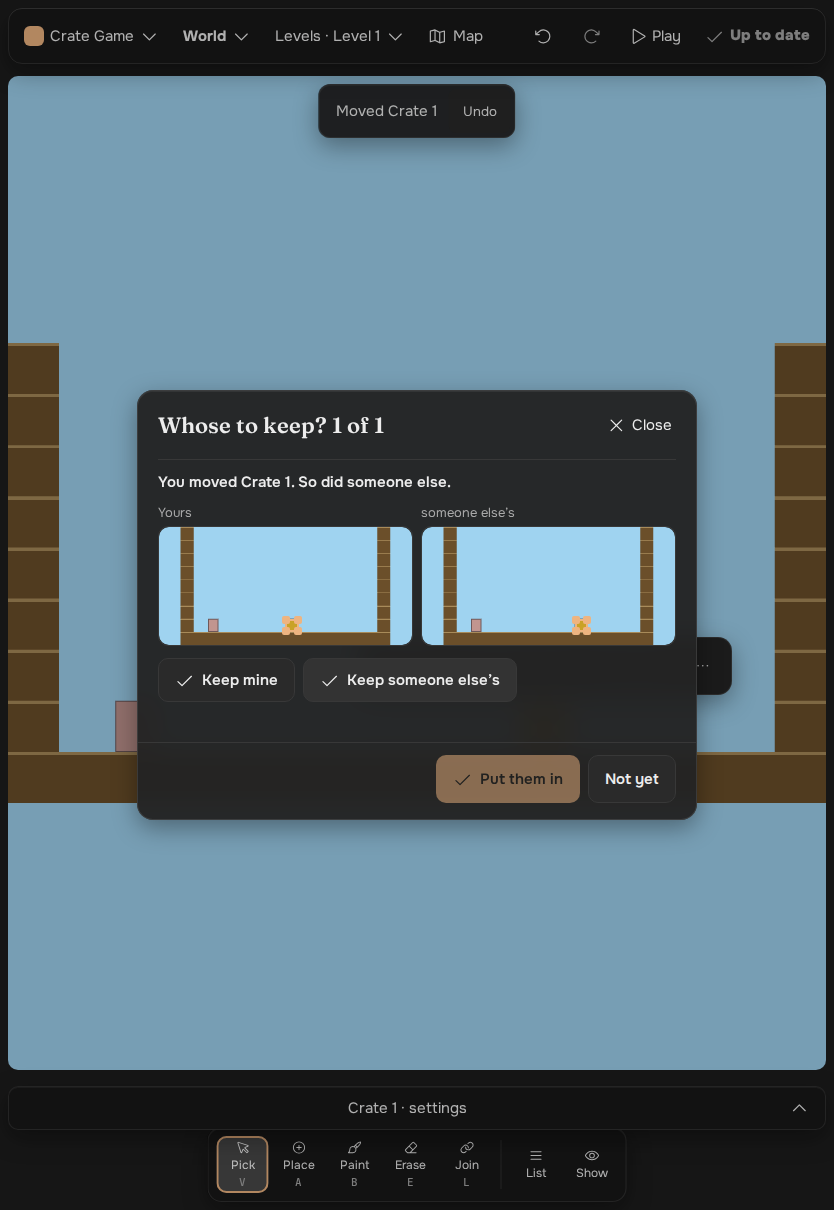 Crate Game World Levels · Level 1 Map Play Up to date
Moved Crate 1 Undo
Whose to keep? 1 of 1 Close
You moved Crate 1. So did someone else.
Yours someone else’s
Keep mine Keep someone else’s
...
Put them in Not yet
Crate 1 · settings
Pick Place Paint Erase Join List Show
V A B E L